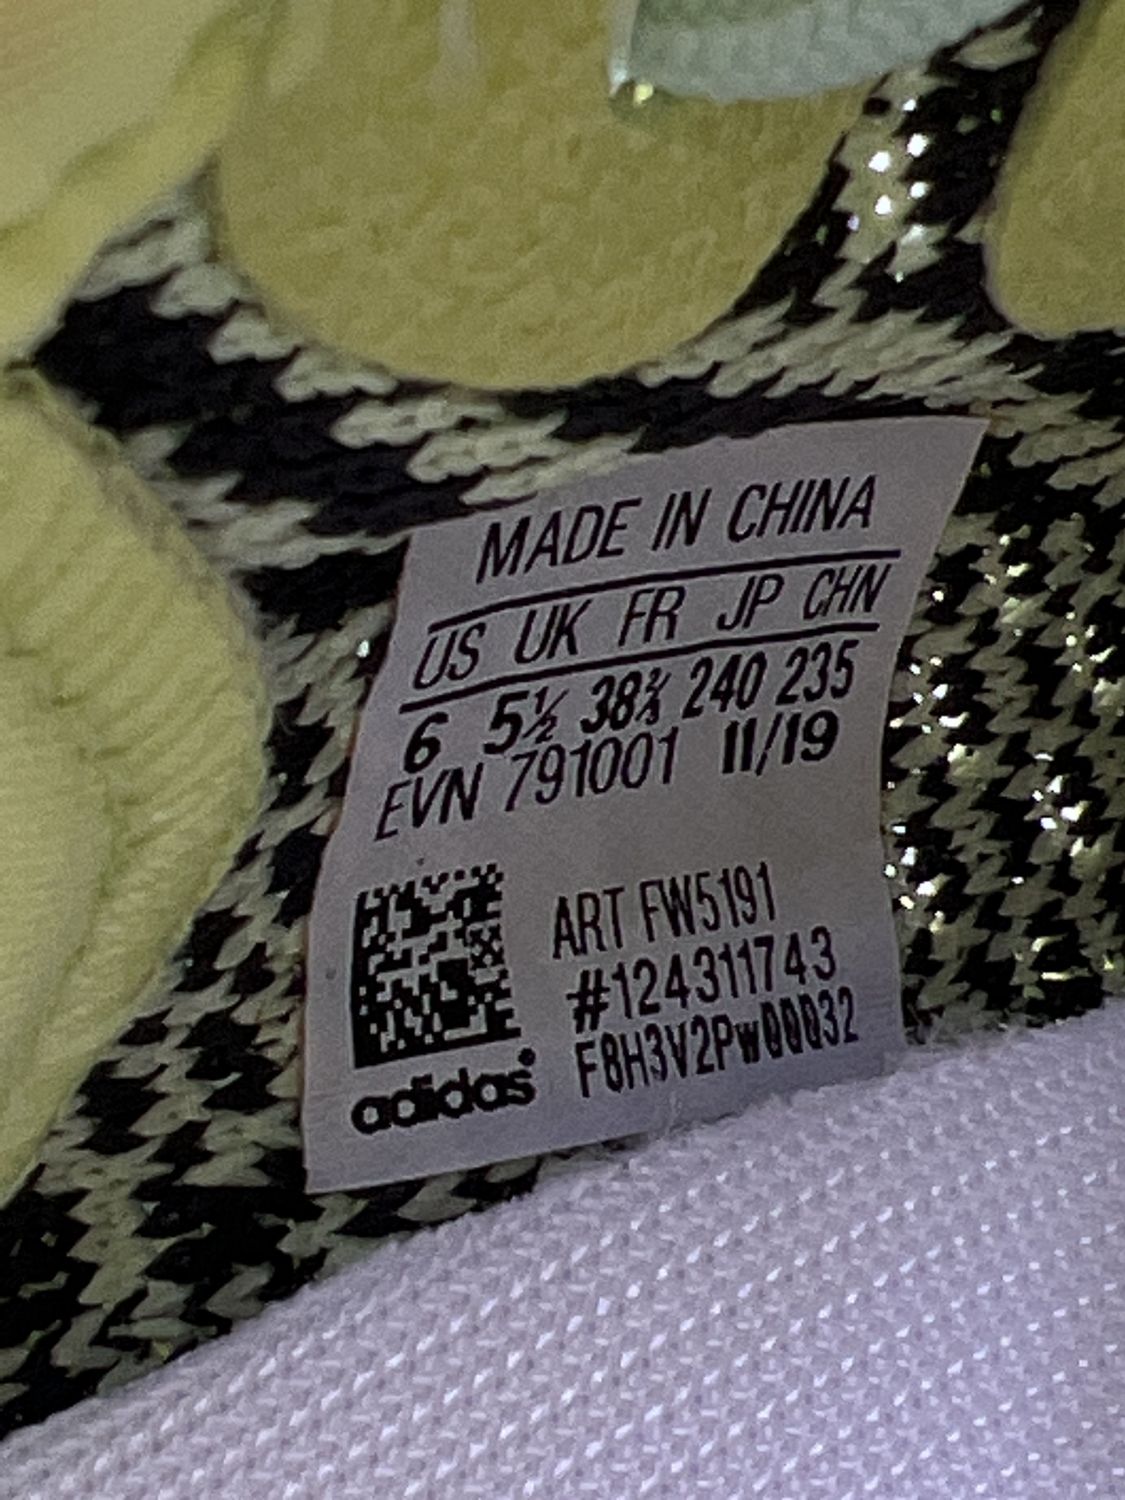 MADE IN CHINA
US UK FR JP CHN
6 5½ 38⅔ 240 235
EVN 791001 11/19
ART FW5191
#124311743
F8H3V2PW00032
adidas